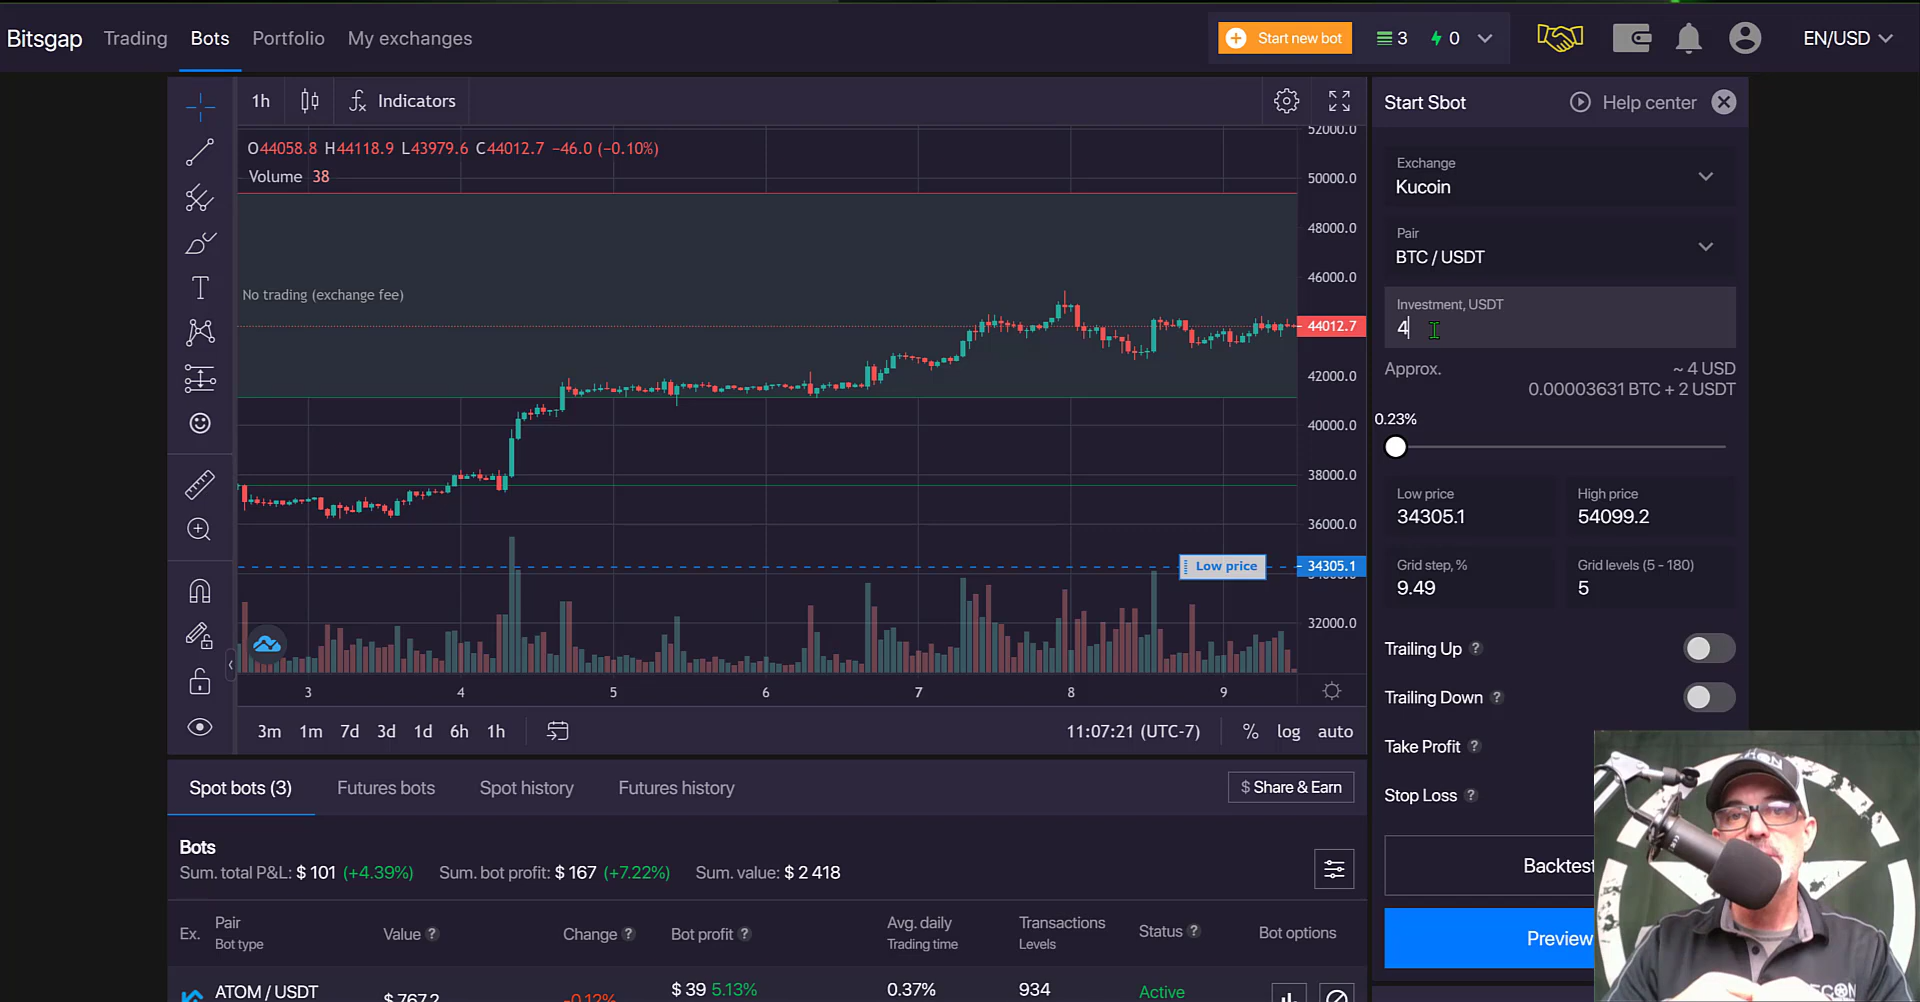 Bitsgap Trading Bots Portfolio My exchanges Start new bot 3 0 EN/USD
1h Indicators
O44058.8 H44118.9 L43979.6 C44012.7 −46.0 (−0.10%)
Volume 38
No trading (exchange fee)
52000.0
50000.0
48000.0
46000.0
44012.7
42000.0
40000.0
38000.0
36000.0
Low price 34305.1
32000.0
3 4 5 6 7 8 9
3m 1m 7d 3d 1d 6h 1h 11:07:21 (UTC-7) % log auto
Start Sbot Help center
Exchange
Kucoin
Pair
BTC / USDT
Investment, USDT
4
Approx. ~ 4 USD
0.00003631 BTC + 2 USDT
0.23%
Low price High price
34305.1 54099.2
Grid step, % Grid levels (5 - 180)
9.49 5
Trailing Up ?
Trailing Down ?
Take Profit ?
Stop Loss ?
Backtest
Preview
Spot bots (3) Futures bots Spot history Futures history $ Share & Earn
Bots
Sum. total P&L: $ 101 (+4.39%) Sum. bot profit: $ 167 (+7.22%) Sum. value: $ 2 418
Ex. Pair Value ? Change ? Bot profit ? Avg. daily Transactions Status ? Bot options
Bot type Trading time Levels
ATOM / USDT $ 767.2 -0.12% $ 39 5.13% 0.37% 934 Active